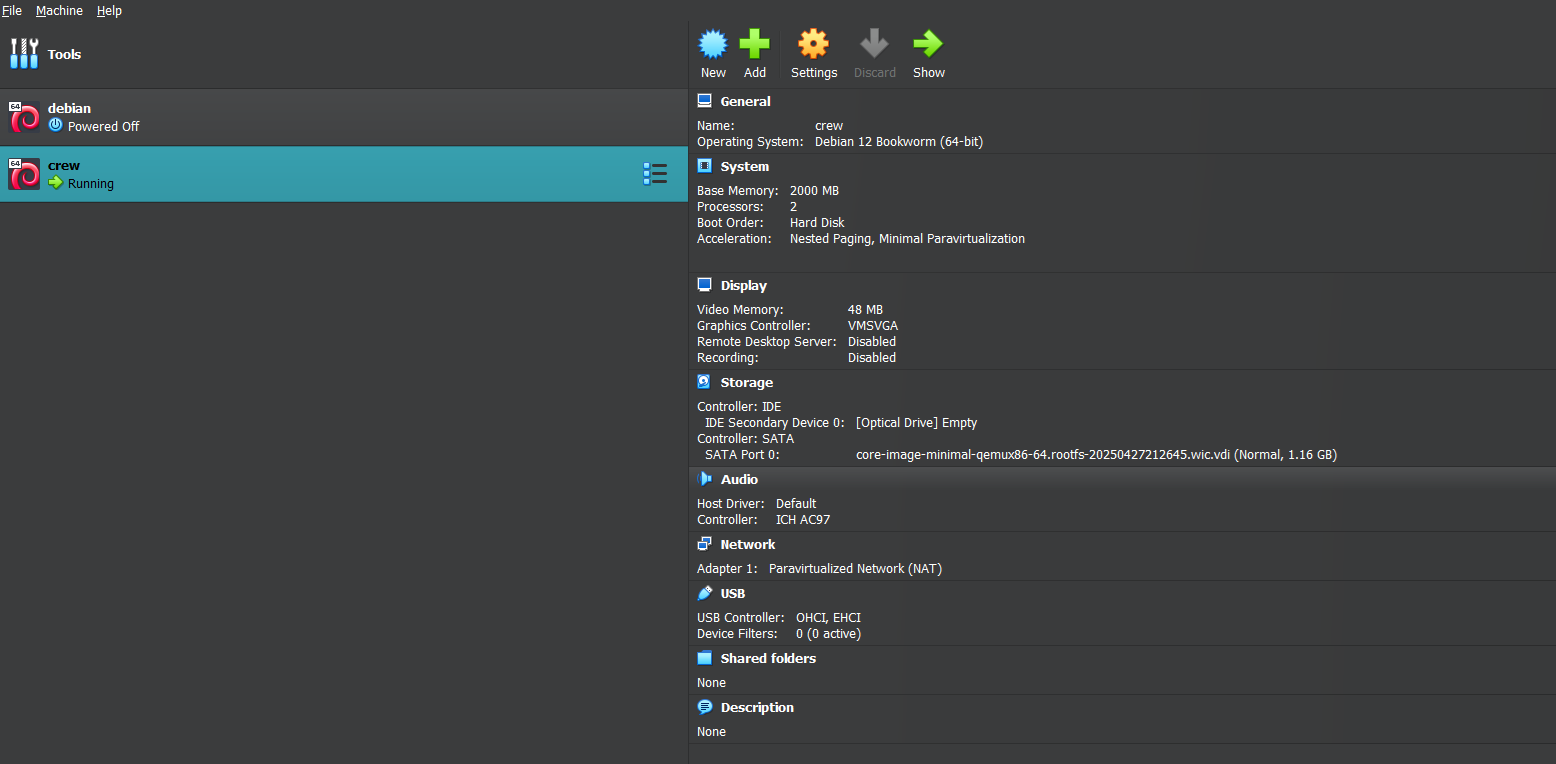 File Machine Help
Tools
64
debian
Powered Off
64
crew
Running
New Add Settings Discard Show
General
Name: crew
Operating System: Debian 12 Bookworm (64-bit)
System
Base Memory: 2000 MB
Processors: 2
Boot Order: Hard Disk
Acceleration: Nested Paging, Minimal Paravirtualization
Display
Video Memory: 48 MB
Graphics Controller: VMSVGA
Remote Desktop Server: Disabled
Recording: Disabled
Storage
Controller: IDE
IDE Secondary Device 0: [Optical Drive] Empty
Controller: SATA
SATA Port 0: core-image-minimal-qemux86-64.rootfs-20250427212645.wic.vdi (Normal, 1.16 GB)
Audio
Host Driver: Default
Controller: ICH AC97
Network
Adapter 1: Paravirtualized Network (NAT)
USB
USB Controller: OHCI, EHCI
Device Filters: 0 (0 active)
Shared folders
None
Description
None